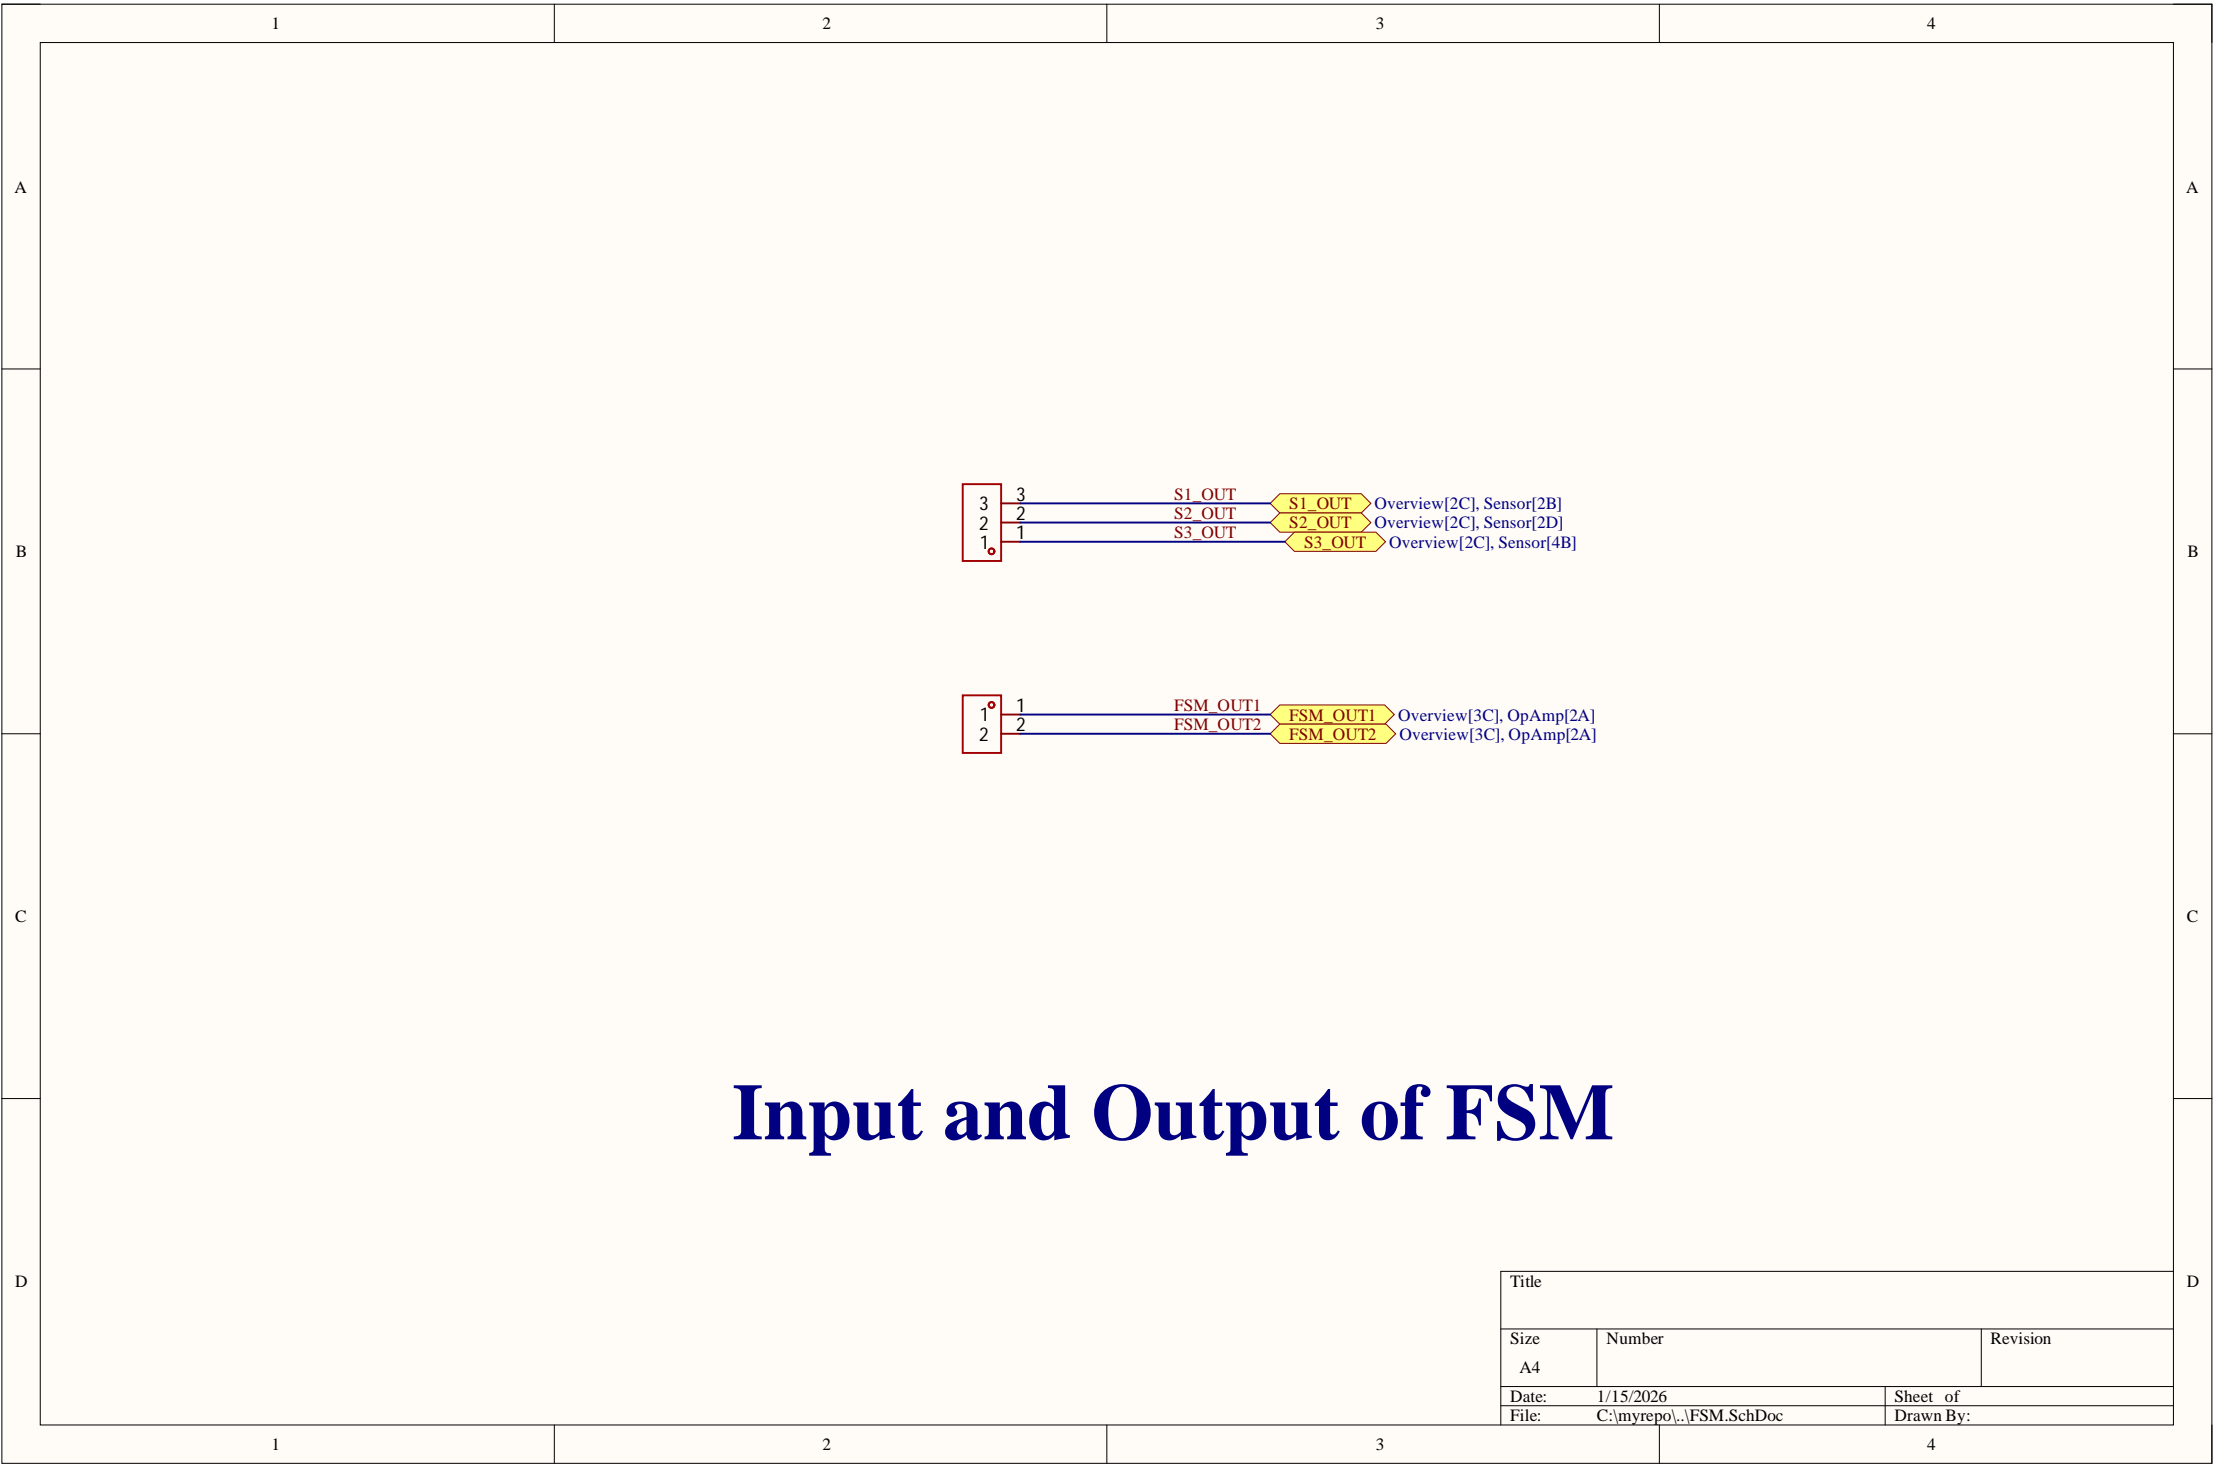 1 2 3 4
A A
3 3 S1_OUT S1_OUT Overview[2C], Sensor[2B]
2 2 S2_OUT S2_OUT Overview[2C], Sensor[2D]
1 1 S3_OUT S3_OUT Overview[2C], Sensor[4B]
B B
1 1 FSM_OUT1 FSM_OUT1 Overview[3C], OpAmp[2A]
2 2 FSM_OUT2 FSM_OUT2 Overview[3C], OpAmp[2A]
C C
Input and Output of FSM
D D
Title
Size Number Revision
A4
Date: 1/15/2026 Sheet of
File: C:\myrepo\..\FSM.SchDoc Drawn By:
1 2 3 4